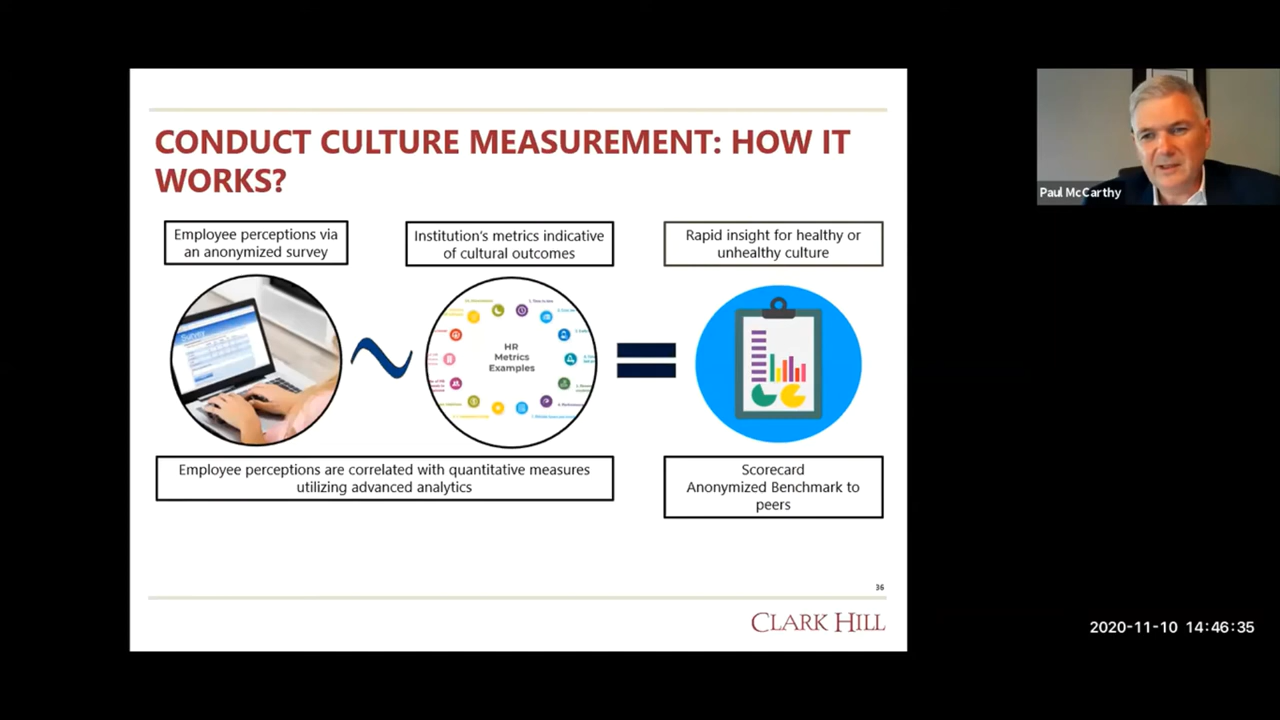 CONDUCT CULTURE MEASUREMENT: HOW IT
WORKS?
Employee perceptions via
an anonymized survey
Institution's metrics indicative
of cultural outcomes
Rapid insight for healthy or
unhealthy culture
Survey
HR
Metrics
Examples
Employee perceptions are correlated with quantitative measures
utilizing advanced analytics
Scorecard
Anonymized Benchmark to
peers
36
CLARK HILL
Paul McCarthy
2020-11-10 14:46:35